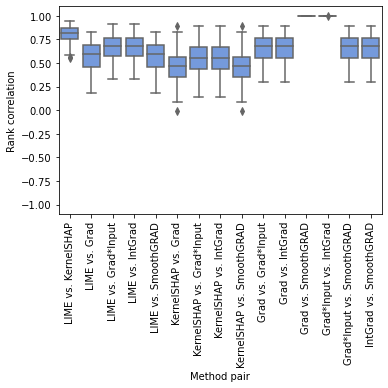 Rank correlation
1.00
0.75
0.50
0.25
0.00
−0.25
−0.50
−0.75
−1.00
LIME vs. KernelSHAP
LIME vs. Grad
LIME vs. Grad*Input
LIME vs. IntGrad
LIME vs. SmoothGRAD
KernelSHAP vs. Grad
KernelSHAP vs. Grad*Input
KernelSHAP vs. IntGrad
KernelSHAP vs. SmoothGRAD
Grad vs. Grad*Input
Grad vs. IntGrad
Grad vs. SmoothGRAD
Grad*Input vs. IntGrad
Grad*Input vs. SmoothGRAD
IntGrad vs. SmoothGRAD
Method pair